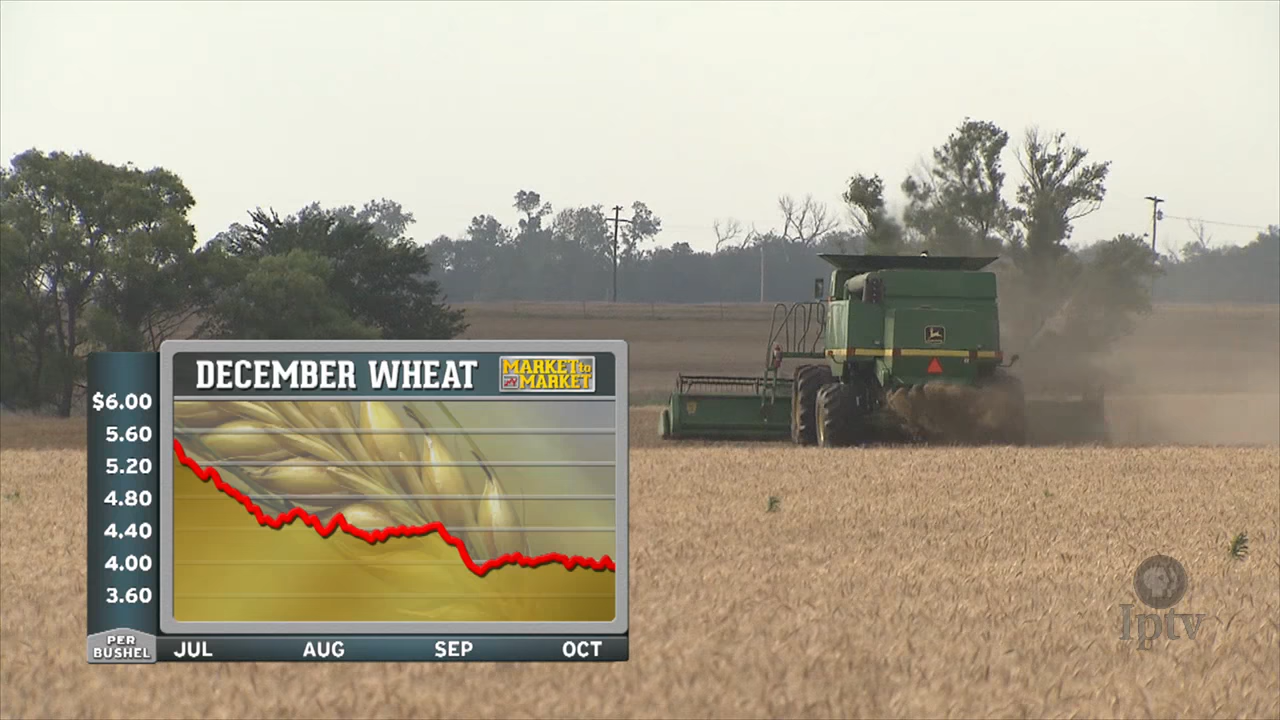 DECEMBER WHEAT
MARKET to MARKET
$6.00
5.60
5.20
4.80
4.40
4.00
3.60
PER
BUSHEL
JUL AUG SEP OCT
Iptv